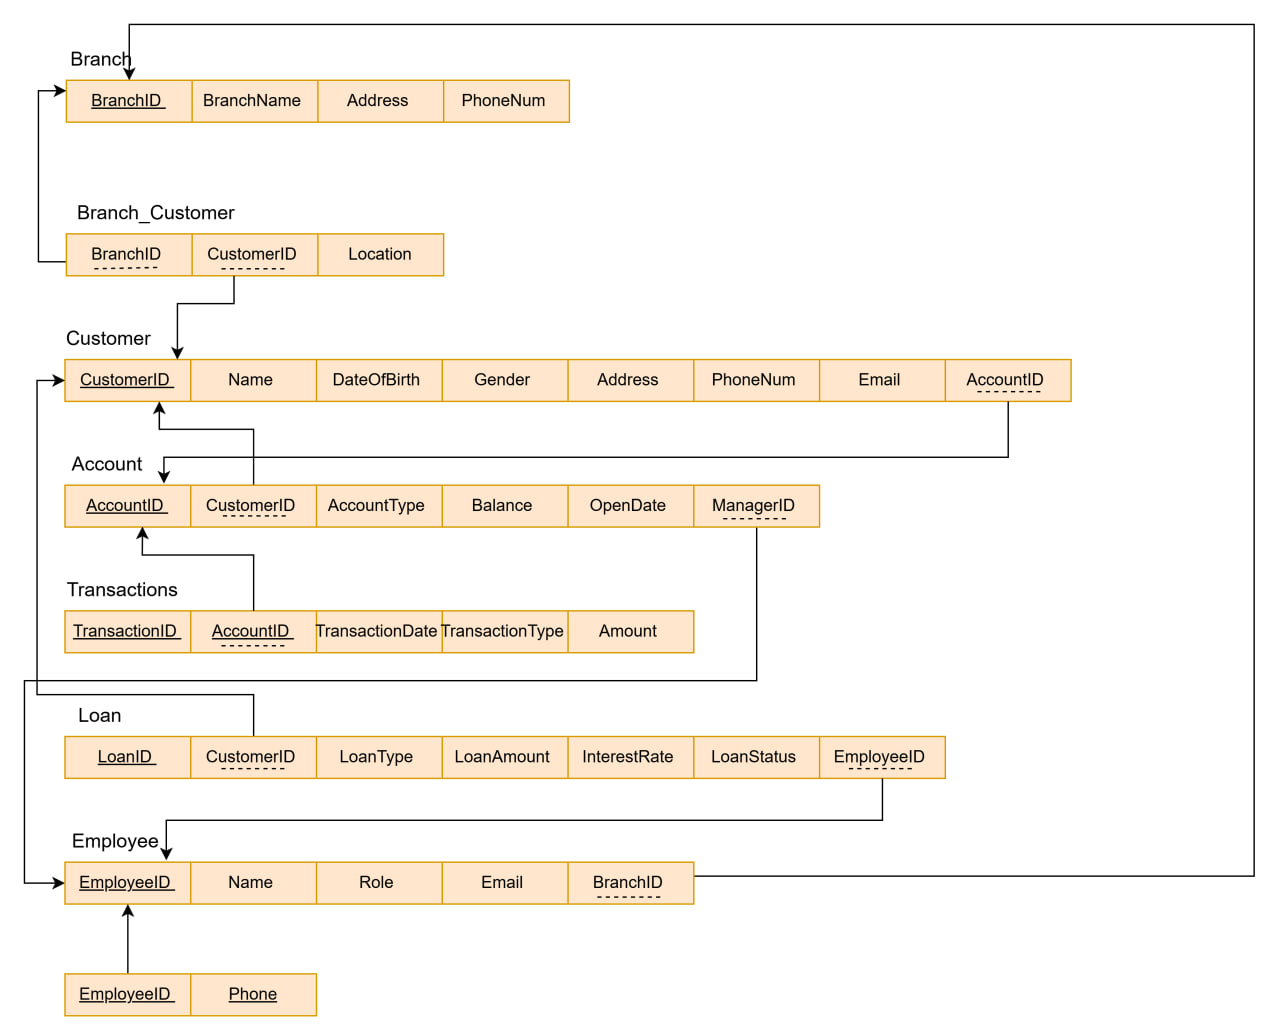 Branch
BranchID BranchName Address PhoneNum
Branch_Customer
BranchID CustomerID Location
Customer
CustomerID Name DateOfBirth Gender Address PhoneNum Email AccountID
Account
AccountID CustomerID AccountType Balance OpenDate ManagerID
Transactions
TransactionID AccountID TransactionDate TransactionType Amount
Loan
LoanID CustomerID LoanType LoanAmount InterestRate LoanStatus EmployeeID
Employee
EmployeeID Name Role Email BranchID
EmployeeID Phone